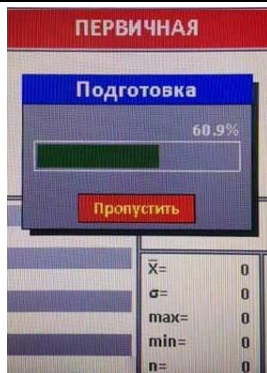 ПЕРВИЧНАЯ
Подготовка
60.9%
Пропустить
x̄= 0
σ= 0
max= 0
min= 0
n= 0